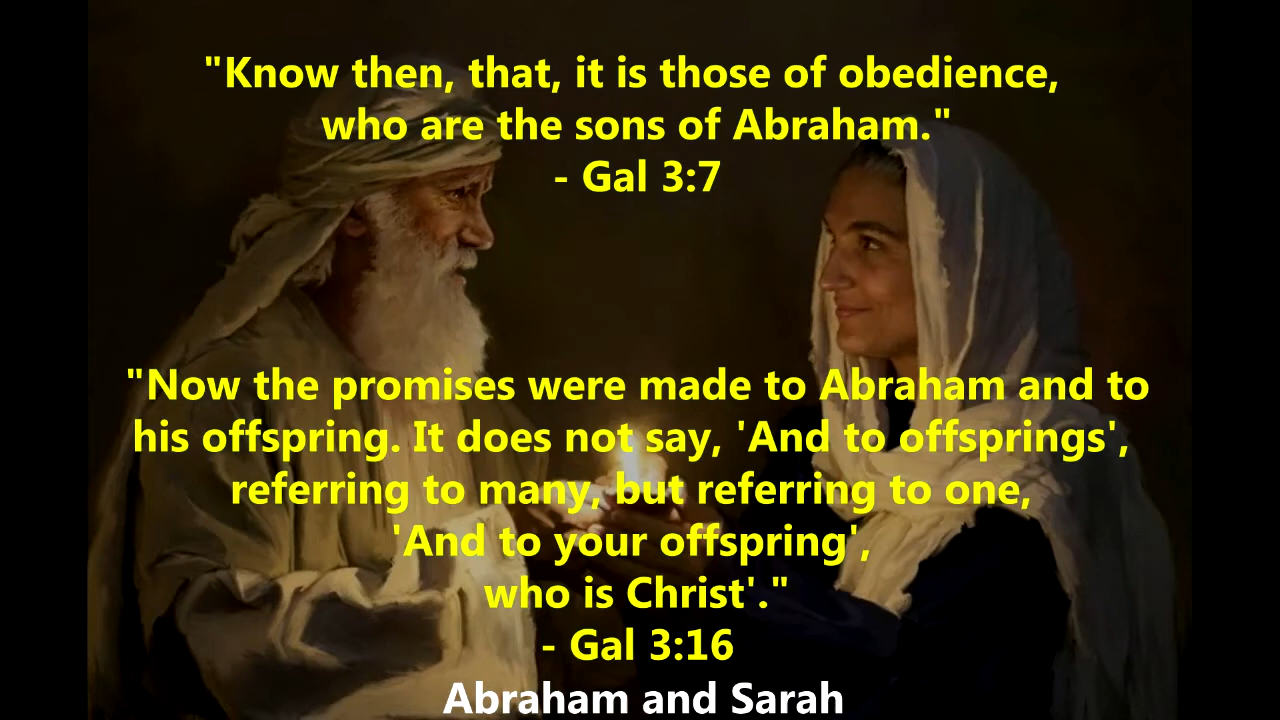 "Know then, that, it is those of obedience,
who are the sons of Abraham."
- Gal 3:7
"Now the promises were made to Abraham and to
his offspring. It does not say, 'And to offsprings',
referring to many, but referring to one,
'And to your offspring',
who is Christ'."
- Gal 3:16
Abraham and Sarah